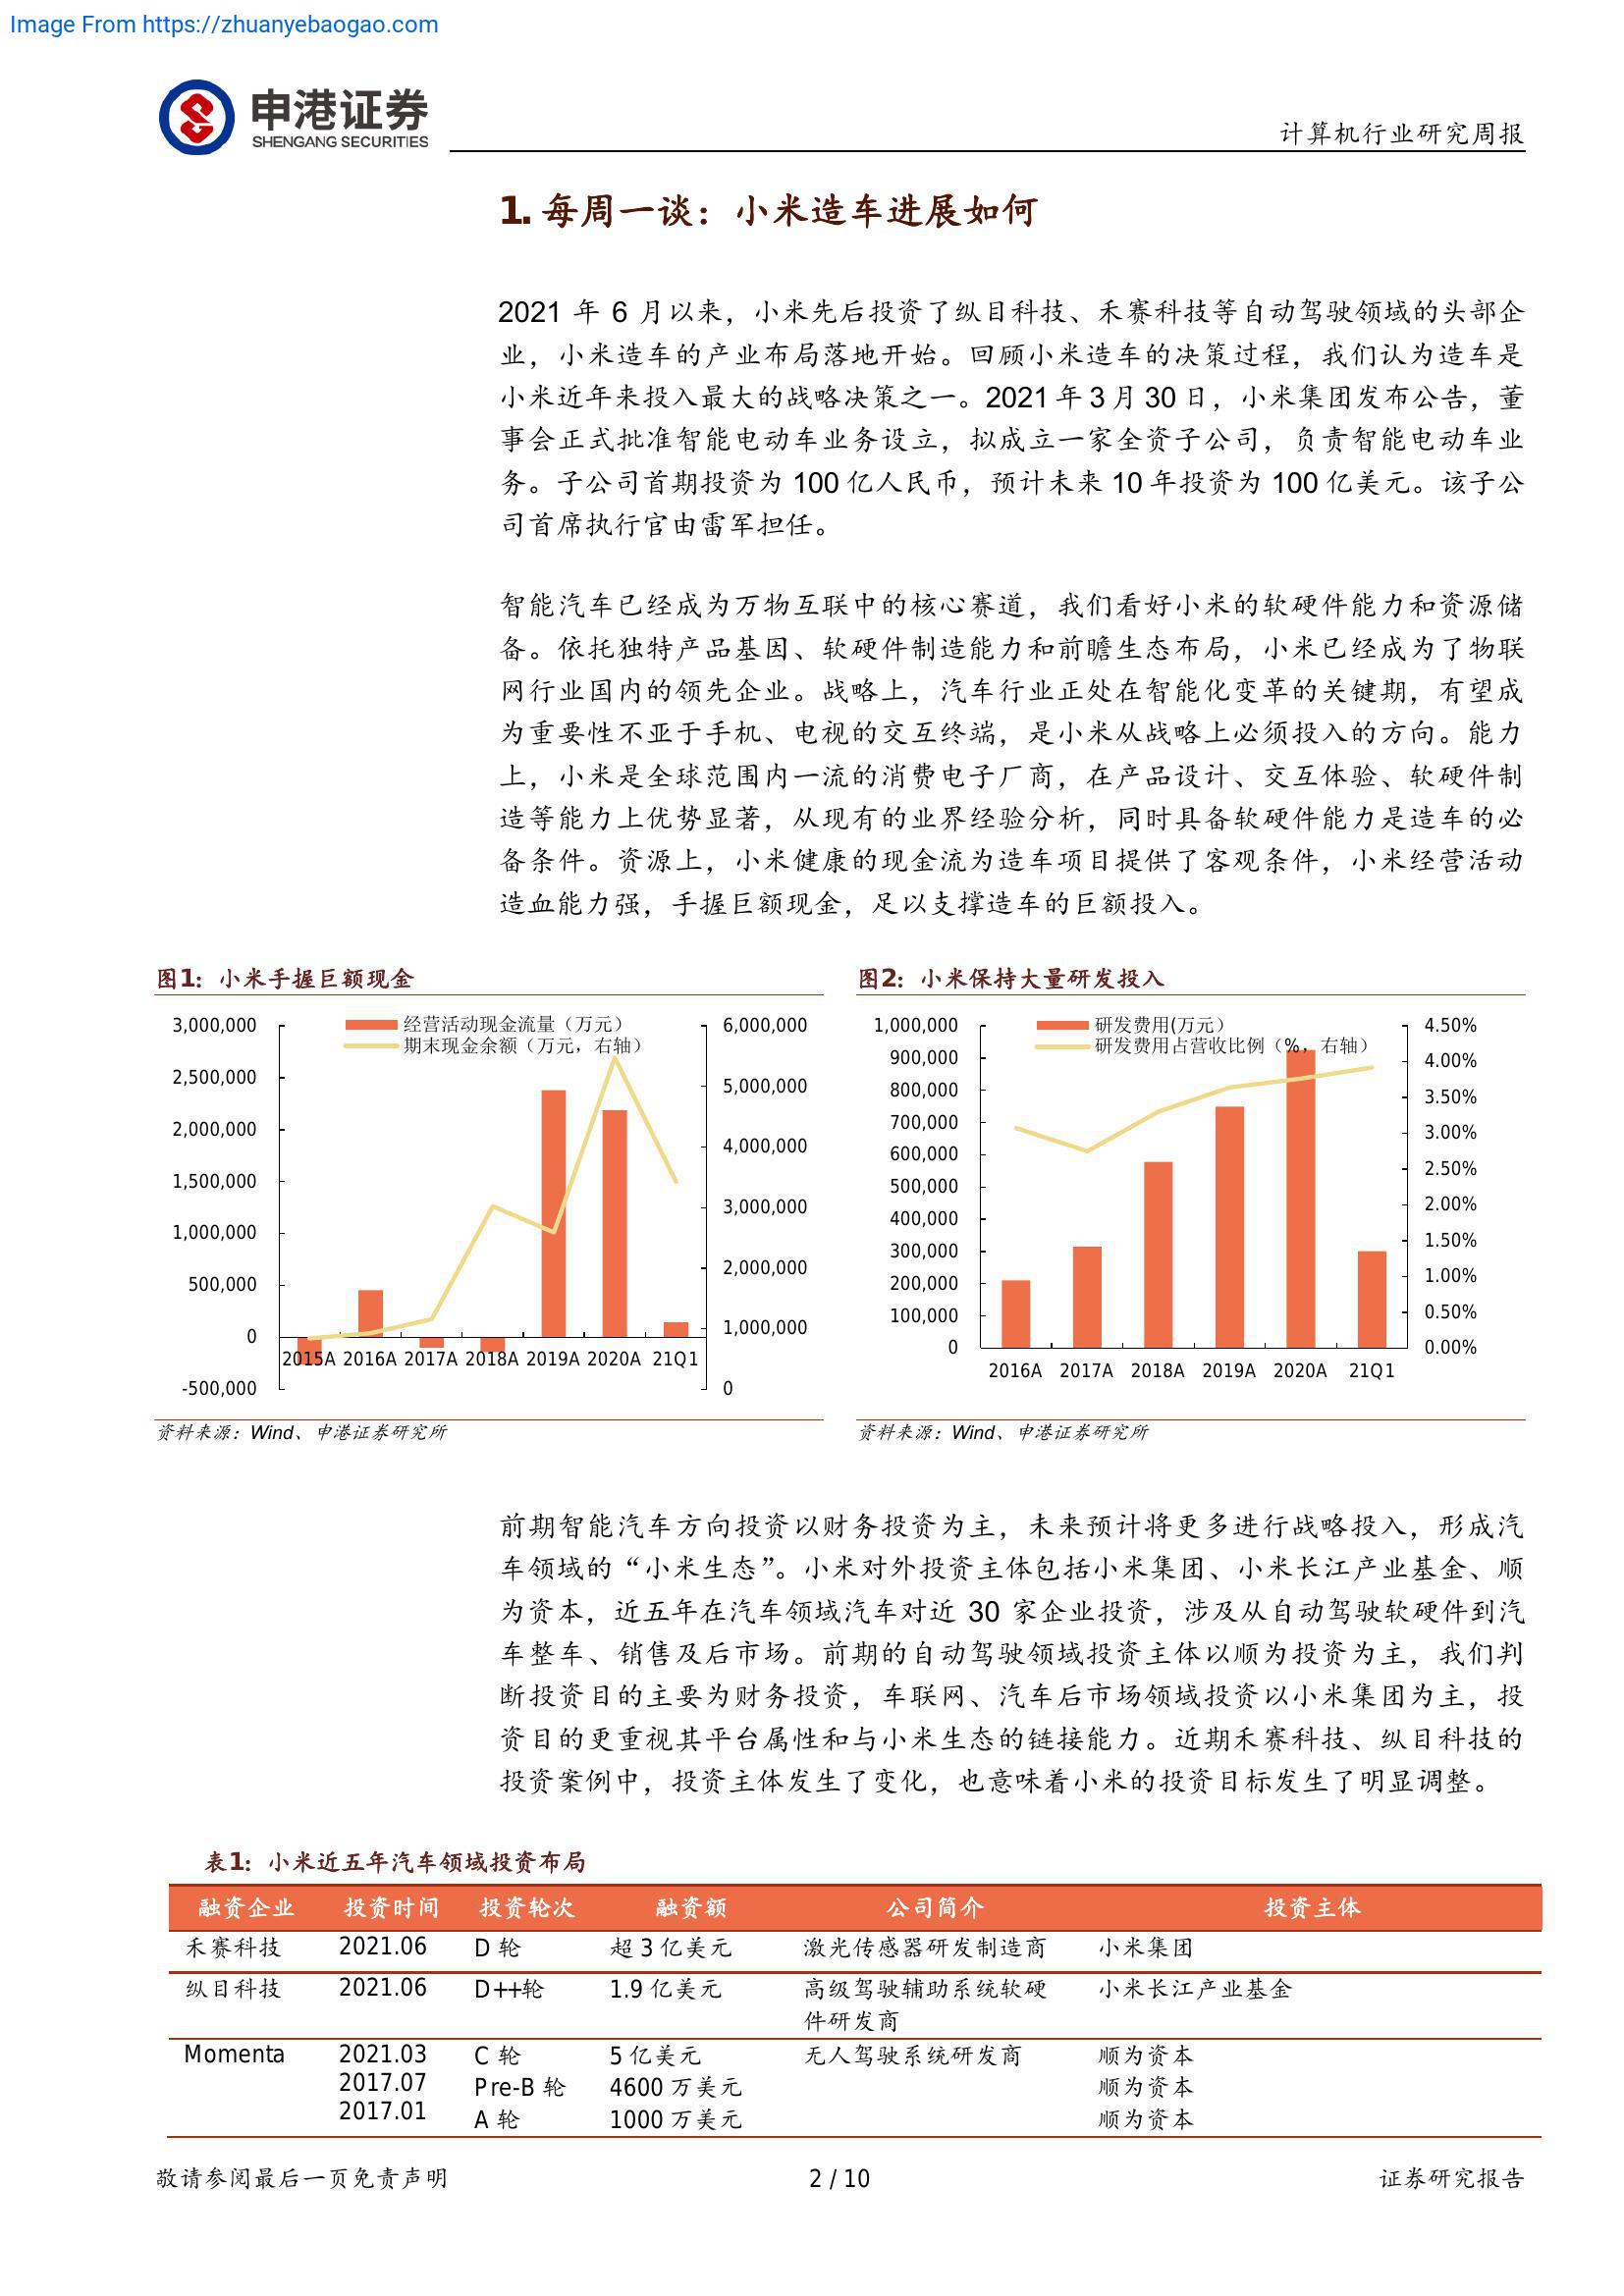 Image From https://zhuanyebaogao.com
申港证券
SHENGANG SECURITIES
计算机行业研究周报
1. 每周一谈：小米造车进展如何
2021 年 6 月以来，小米先后投资了纵目科技、禾赛科技等自动驾驶领域的头部企
业，小米造车的产业布局落地开始。回顾小米造车的决策过程，我们认为造车是
小米近年来投入最大的战略决策之一。2021 年 3 月 30 日，小米集团发布公告，董
事会正式批准智能电动车业务设立，拟成立一家全资子公司，负责智能电动车业
务。子公司首期投资为 100 亿人民币，预计未来 10 年投资为 100 亿美元。该子公
司首席执行官由雷军担任。
智能汽车已经成为万物互联中的核心赛道，我们看好小米的软硬件能力和资源储
备。依托独特产品基因、软硬件制造能力和前瞻生态布局，小米已经成为了物联
网行业国内的领先企业。战略上，汽车行业正处在智能化变革的关键期，有望成
为重要性不亚于手机、电视的交互终端，是小米从战略上必须投入的方向。能力
上，小米是全球范围内一流的消费电子厂商，在产品设计、交互体验、软硬件制
造等能力上优势显著，从现有的业界经验分析，同时具备软硬件能力是造车的必
备条件。资源上，小米健康的现金流为造车项目提供了客观条件，小米经营活动
造血能力强，手握巨额现金，足以支撑造车的巨额投入。
图1：小米手握巨额现金
经营活动现金流量（万元）
期末现金余额（万元，右轴）
3,000,000
2,500,000
2,000,000
1,500,000
1,000,000
500,000
0
-500,000
6,000,000
5,000,000
4,000,000
3,000,000
2,000,000
1,000,000
0
2015A 2016A 2017A 2018A 2019A 2020A 21Q1
资料来源：Wind、申港证券研究所
图2：小米保持大量研发投入
研发费用(万元)
研发费用占营收比例（%，右轴）
1,000,000
900,000
800,000
700,000
600,000
500,000
400,000
300,000
200,000
100,000
0
4.50%
4.00%
3.50%
3.00%
2.50%
2.00%
1.50%
1.00%
0.50%
0.00%
2016A 2017A 2018A 2019A 2020A 21Q1
资料来源：Wind、申港证券研究所
前期智能汽车方向投资以财务投资为主，未来预计将更多进行战略投入，形成汽
车领域的“小米生态”。小米对外投资主体包括小米集团、小米长江产业基金、顺
为资本，近五年在汽车领域汽车对近 30 家企业投资，涉及从自动驾驶软硬件到汽
车整车、销售及后市场。前期的自动驾驶领域投资主体以顺为投资为主，我们判
断投资目的主要为财务投资，车联网、汽车后市场领域投资以小米集团为主，投
资目的更重视其平台属性和与小米生态的链接能力。近期禾赛科技、纵目科技的
投资案例中，投资主体发生了变化，也意味着小米的投资目标发生了明显调整。
表1：小米近五年汽车领域投资布局
融资企业 投资时间 投资轮次 融资额 公司简介 投资主体
禾赛科技 2021.06 D 轮 超 3 亿美元 激光传感器研发制造商 小米集团
纵目科技 2021.06 D++轮 1.9 亿美元 高级驾驶辅助系统软硬 小米长江产业基金
件研发商
Momenta 2021.03 C 轮 5 亿美元 无人驾驶系统研发商 顺为资本
2017.07 Pre-B 轮 4600 万美元 顺为资本
2017.01 A 轮 1000 万美元 顺为资本
敬请参阅最后一页免责声明 2 / 10 证券研究报告